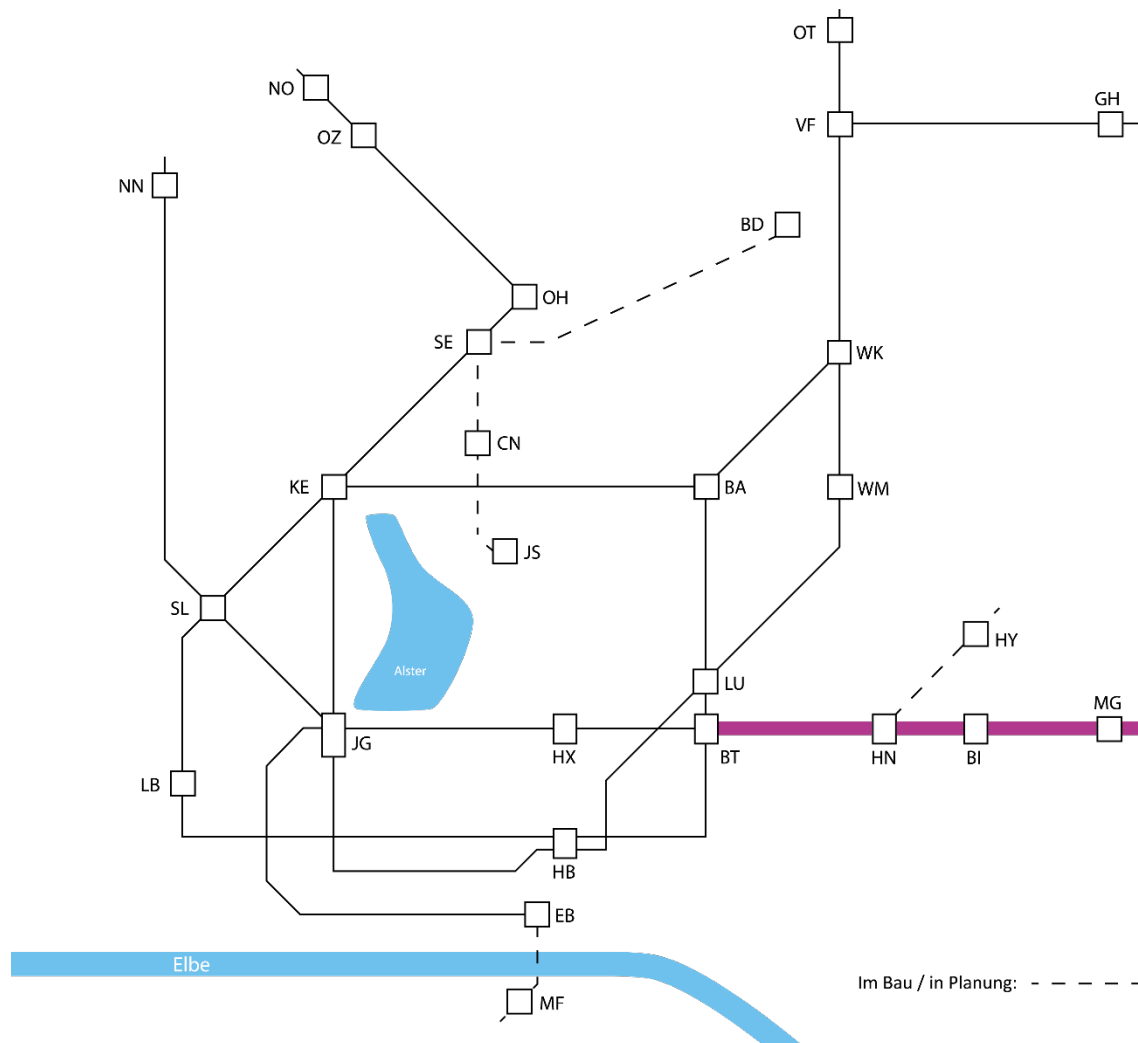 OT
NO
GH
VF
OZ
NN
BD
OH
SE
WK
CN
KE
BA
WM
JS
SL
HY
Alster
LU
MG
JG
HX
BT
HN
BI
LB
HB
EB
Elbe
Im Bau / in Planung:
MF